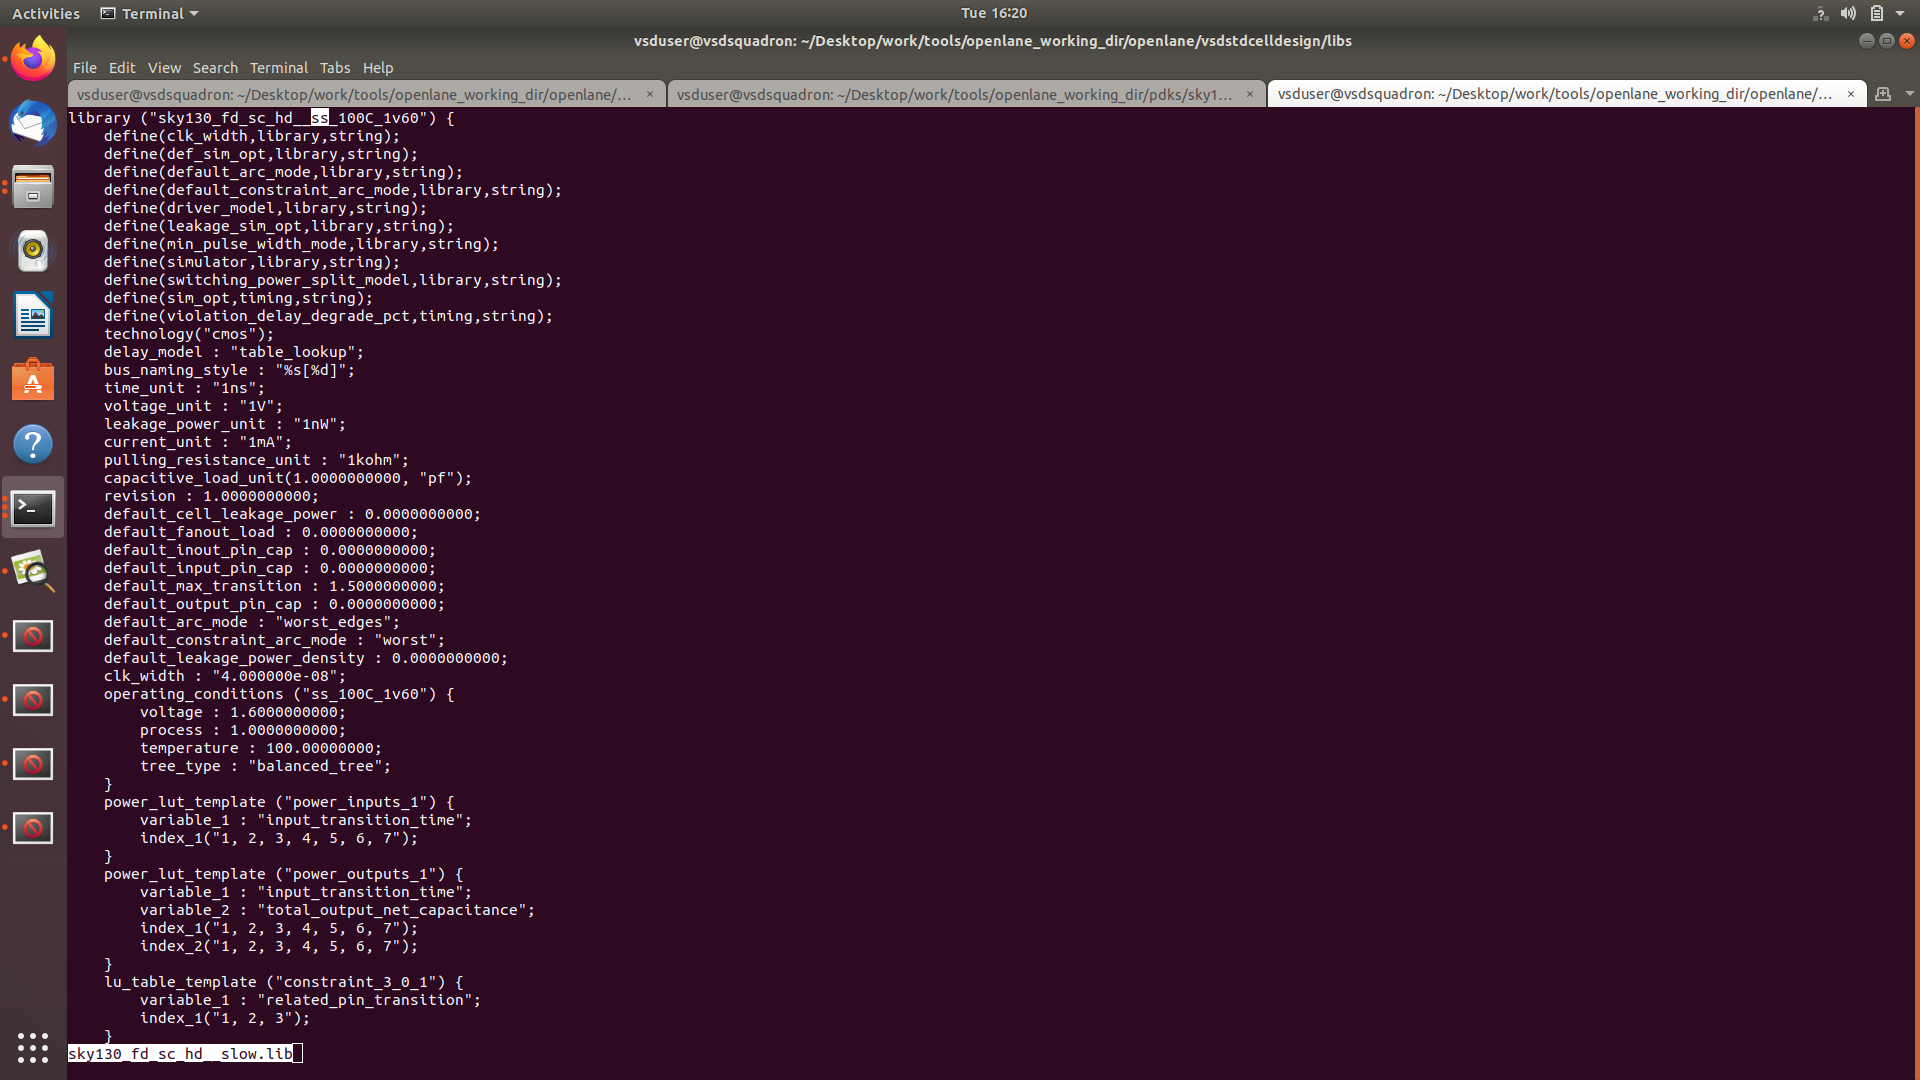 Activities
Terminal
Tue 16:20
vsduser@vsdsquadron: ~/Desktop/work/tools/openlane_working_dir/openlane/vsdstdcelldesign/libs
File Edit View Search Terminal Tabs Help
vsduser@vsdsquadron: ~/Desktop/work/tools/openlane_working_dir/openlane/...
vsduser@vsdsquadron: ~/Desktop/work/tools/openlane_working_dir/pdks/sky1...
vsduser@vsdsquadron: ~/Desktop/work/tools/openlane_working_dir/openlane/...
library ("sky130_fd_sc_hd__ss_100C_1v60") {
    define(clk_width,library,string);
    define(def_sim_opt,library,string);
    define(default_arc_mode,library,string);
    define(default_constraint_arc_mode,library,string);
    define(driver_model,library,string);
    define(leakage_sim_opt,library,string);
    define(min_pulse_width_mode,library,string);
    define(simulator,library,string);
    define(switching_power_split_model,library,string);
    define(sim_opt,timing,string);
    define(violation_delay_degrade_pct,timing,string);
    technology("cmos");
    delay_model : "table_lookup";
    bus_naming_style : "%s[%d]";
    time_unit : "1ns";
    voltage_unit : "1V";
    leakage_power_unit : "1nW";
    current_unit : "1mA";
    pulling_resistance_unit : "1kohm";
    capacitive_load_unit(1.0000000000, "pf");
    revision : 1.0000000000;
    default_cell_leakage_power : 0.0000000000;
    default_fanout_load : 0.0000000000;
    default_inout_pin_cap : 0.0000000000;
    default_input_pin_cap : 0.0000000000;
    default_max_transition : 1.5000000000;
    default_output_pin_cap : 0.0000000000;
    default_arc_mode : "worst_edges";
    default_constraint_arc_mode : "worst";
    default_leakage_power_density : 0.0000000000;
    clk_width : "4.000000e-08";
    operating_conditions ("ss_100C_1v60") {
        voltage : 1.6000000000;
        process : 1.0000000000;
        temperature : 100.00000000;
        tree_type : "balanced_tree";
    }
    power_lut_template ("power_inputs_1") {
        variable_1 : "input_transition_time";
        index_1("1, 2, 3, 4, 5, 6, 7");
    }
    power_lut_template ("power_outputs_1") {
        variable_1 : "input_transition_time";
        variable_2 : "total_output_net_capacitance";
        index_1("1, 2, 3, 4, 5, 6, 7");
        index_2("1, 2, 3, 4, 5, 6, 7");
    }
    lu_table_template ("constraint_3_0_1") {
        variable_1 : "related_pin_transition";
        index_1("1, 2, 3");
    }
sky130_fd_sc_hd__slow.lib